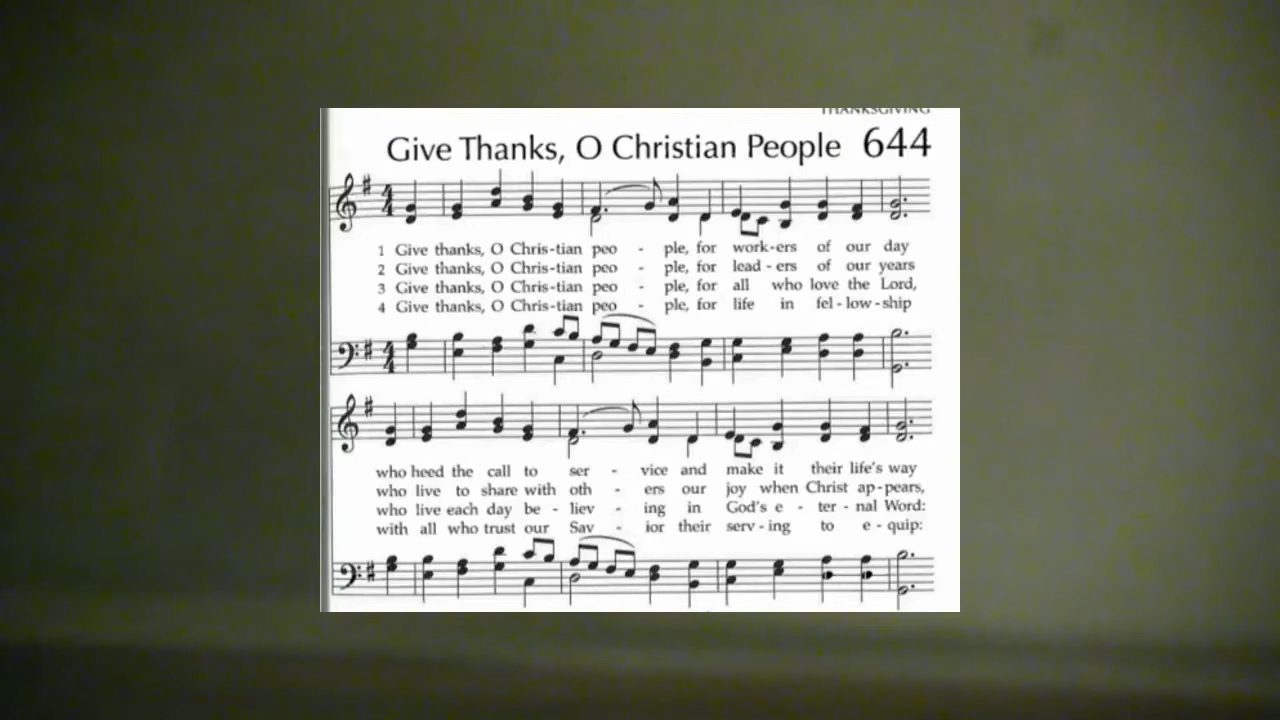 THANKSGIVING
Give Thanks, O Christian People 644
1 Give thanks, O Chris-tian peo - ple, for work-ers of our day
2 Give thanks, O Chris-tian peo - ple, for lead-ers of our years
3 Give thanks, O Chris-tian peo - ple, for all who love the Lord,
4 Give thanks, O Chris-tian peo - ple, for life in fel-low-ship
who heed the call to ser - vice and make it their life's way
who live to share with oth - ers our joy when Christ ap-pears,
who live each day be - liev - ing in God's e - ter - nal Word:
with all who trust our Sav - ior their serv-ing to e-quip: